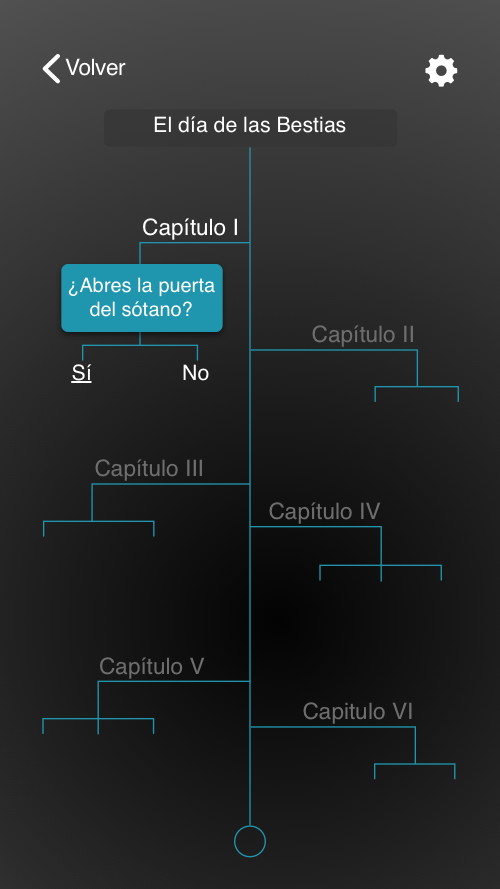 Volver
El día de las Bestias
Capítulo I
¿Abres la puerta
del sótano?
Sí
No
Capítulo II
Capítulo III
Capítulo IV
Capítulo V
Capitulo VI